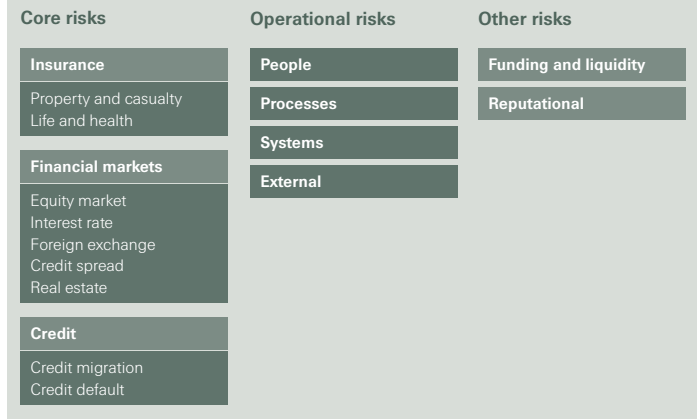 Core risks
Insurance
Property and casualty
Life and health
Financial markets
Equity market
Interest rate
Foreign exchange
Credit spread
Real estate
Credit
Credit migration
Credit default
Operational risks
People
Processes
Systems
External
Other risks
Funding and liquidity
Reputational